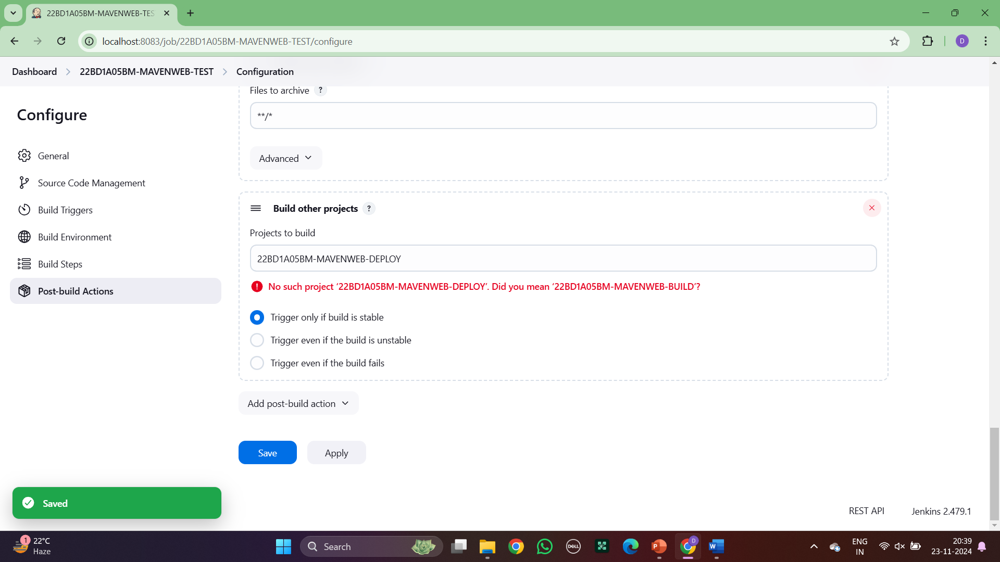 22BD1A05BM-MAVENWEB-TES
localhost:8083/job/22BD1A05BM-MAVENWEB-TEST/configure
D
Dashboard > 22BD1A05BM-MAVENWEB-TEST > Configuration
Configure
General
Source Code Management
Build Triggers
Build Environment
Build Steps
Post-build Actions
Files to archive ?
**/*
Advanced
Build other projects ?
Projects to build
22BD1A05BM-MAVENWEB-DEPLOY
No such project ‘22BD1A05BM-MAVENWEB-DEPLOY’. Did you mean ‘22BD1A05BM-MAVENWEB-BUILD’?
Trigger only if build is stable
Trigger even if the build is unstable
Trigger even if the build fails
Add post-build action
Save Apply
Saved
REST API Jenkins 2.479.1
1
22°C
Haze
Search
DELL
P
D
W
ENG
IN
20:39
23-11-2024